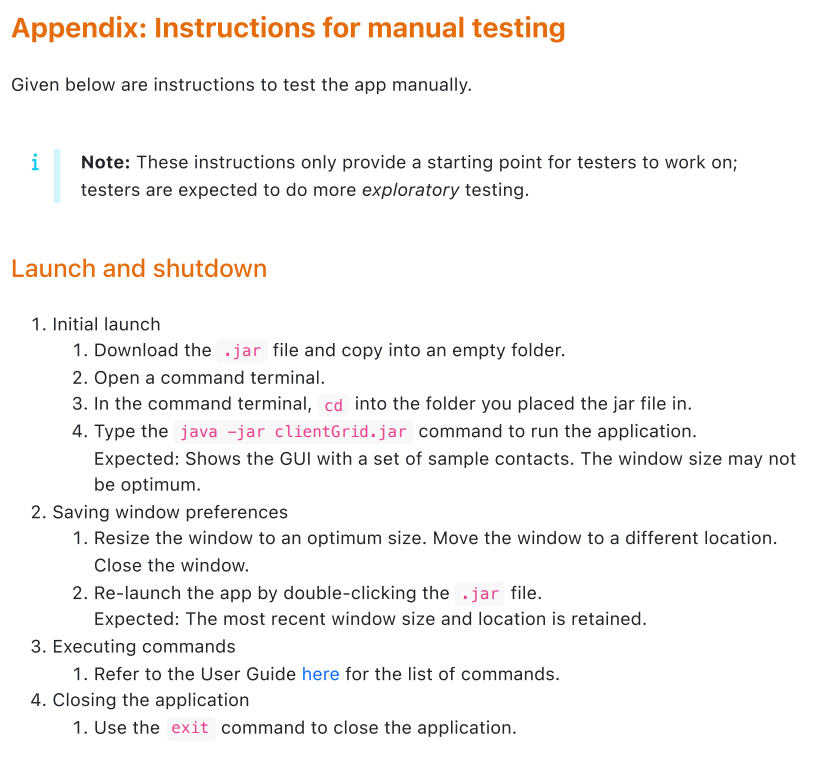 Appendix: Instructions for manual testing
Given below are instructions to test the app manually.
i Note: These instructions only provide a starting point for testers to work on;
testers are expected to do more exploratory testing.
Launch and shutdown
1. Initial launch
1. Download the .jar file and copy into an empty folder.
2. Open a command terminal.
3. In the command terminal, cd into the folder you placed the jar file in.
4. Type the java -jar clientGrid.jar command to run the application.
Expected: Shows the GUI with a set of sample contacts. The window size may not
be optimum.
2. Saving window preferences
1. Resize the window to an optimum size. Move the window to a different location.
Close the window.
2. Re-launch the app by double-clicking the .jar file.
Expected: The most recent window size and location is retained.
3. Executing commands
1. Refer to the User Guide here for the list of commands.
4. Closing the application
1. Use the exit command to close the application.